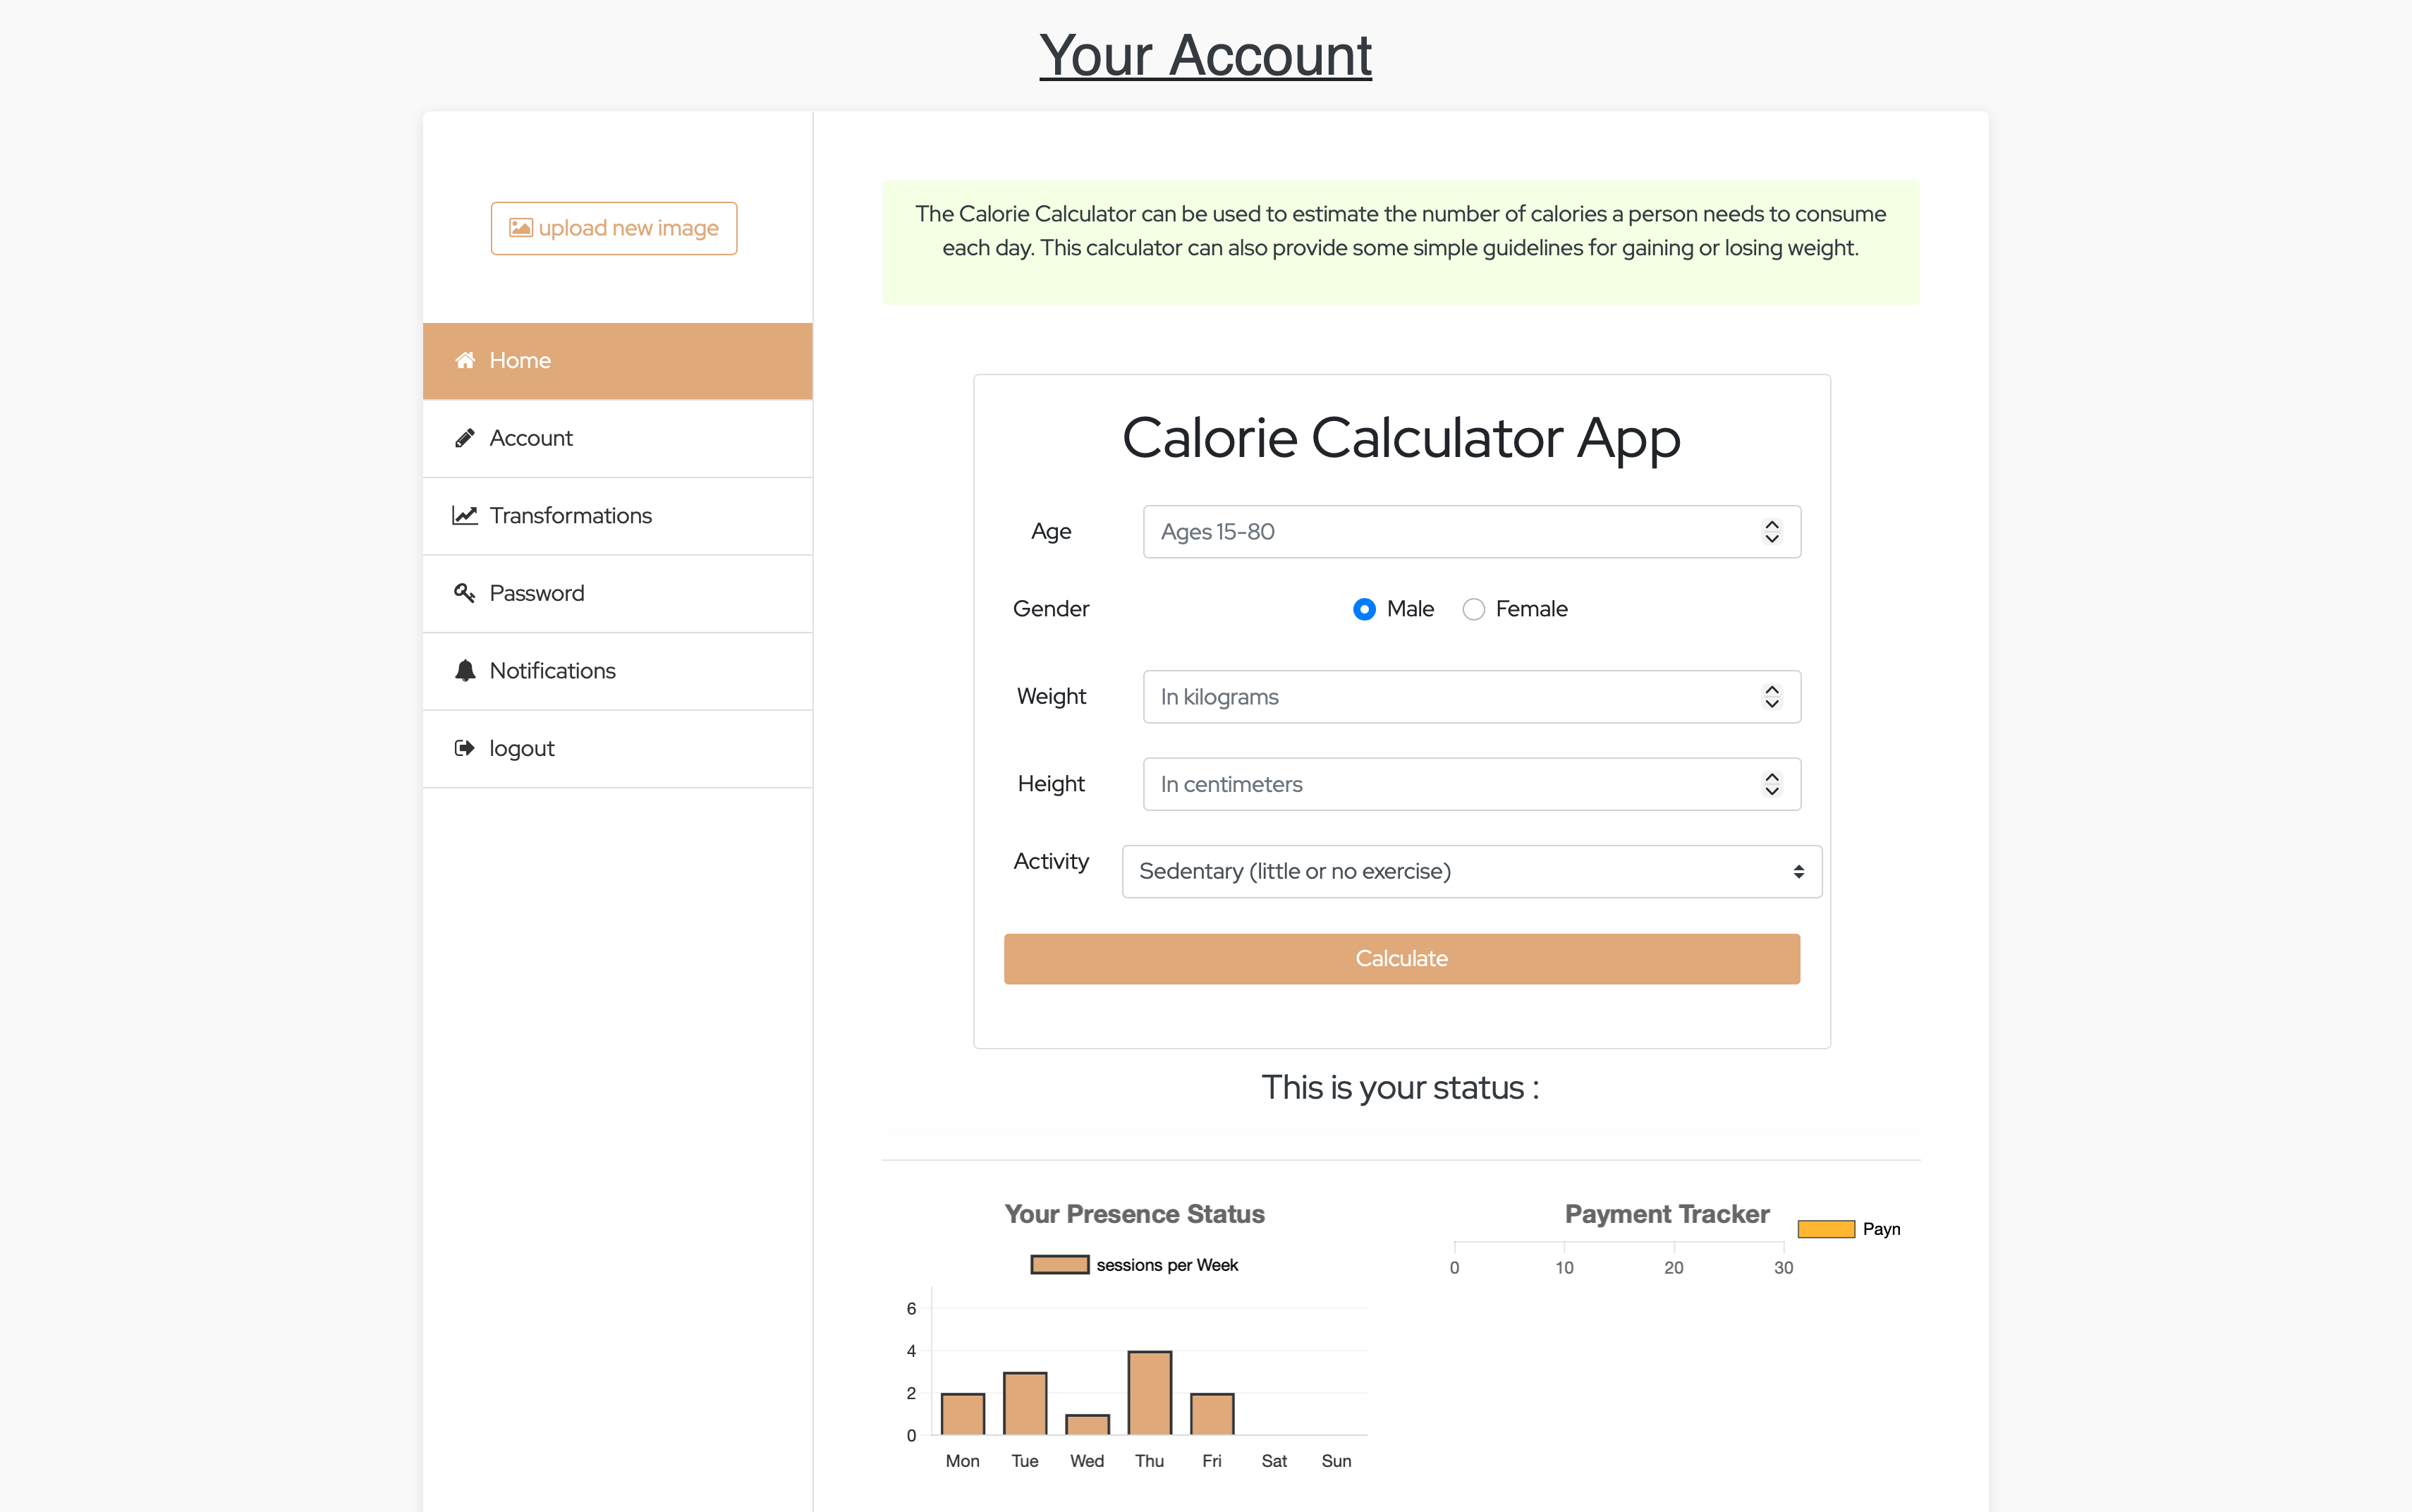 Your Account
upload new image
Home
Account
Transformations
Password
Notifications
logout
The Calorie Calculator can be used to estimate the number of calories a person needs to consume
each day. This calculator can also provide some simple guidelines for gaining or losing weight.
Calorie Calculator App
Age
Ages 15-80
Gender
Male
Female
Weight
In kilograms
Height
In centimeters
Activity
Sedentary (little or no exercise)
Calculate
This is your status :
Your Presence Status
sessions per Week
6
4
2
0
Mon Tue Wed Thu Fri Sat Sun
Payment Tracker
Payn
0 10 20 30